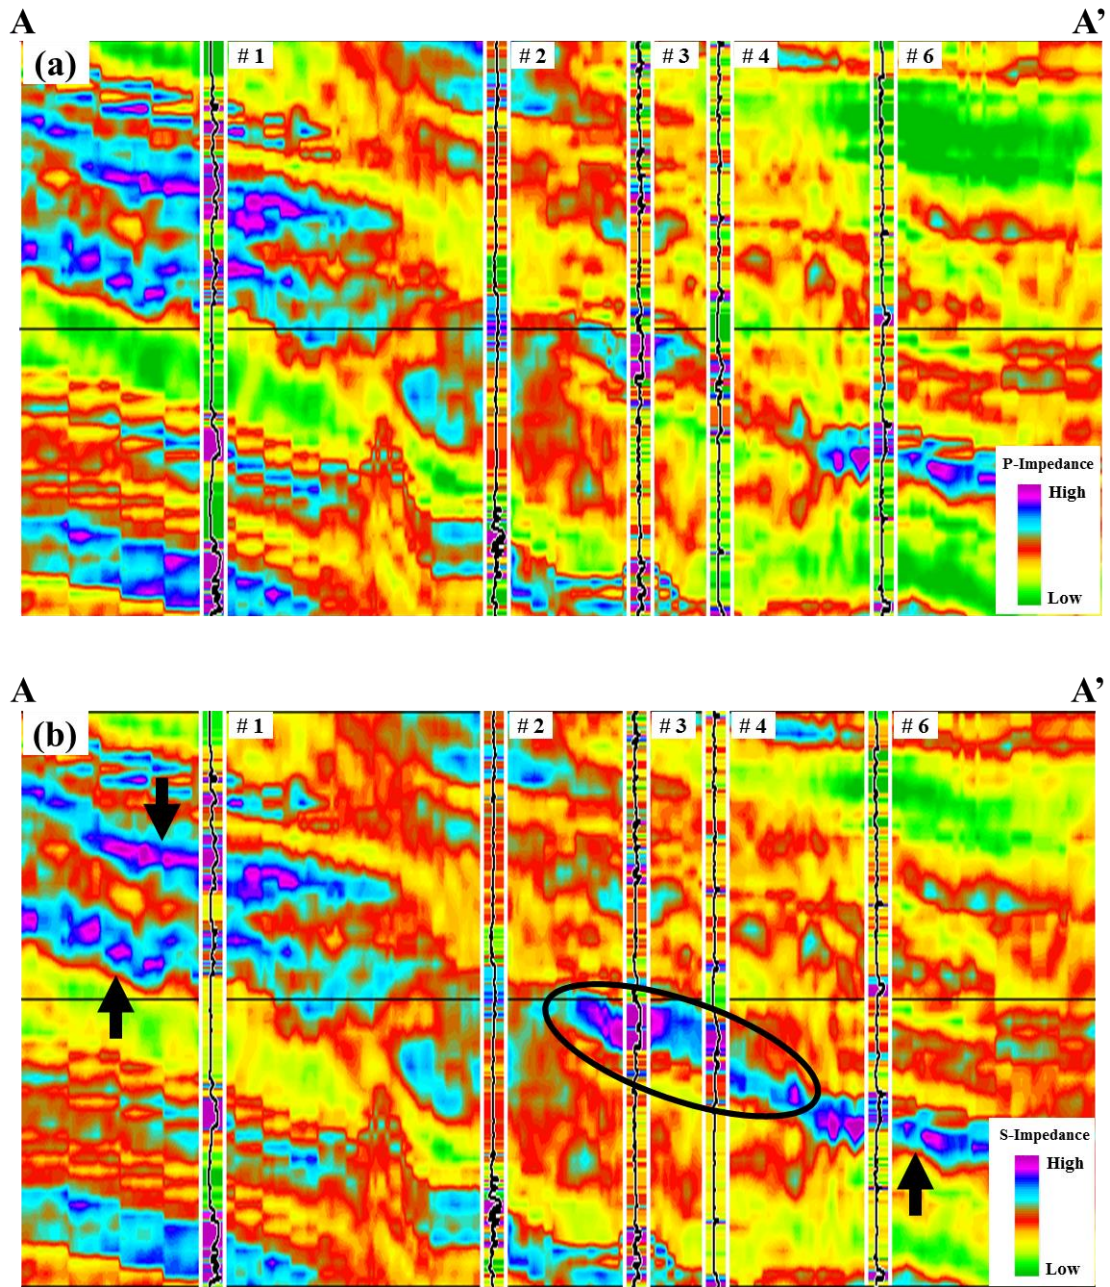 A A’
(a) # 1 # 2 # 3 # 4 # 6
P-Impedance
High
Low
A A’
(b) # 1 # 2 # 3 # 4 # 6
S-Impedance
High
Low